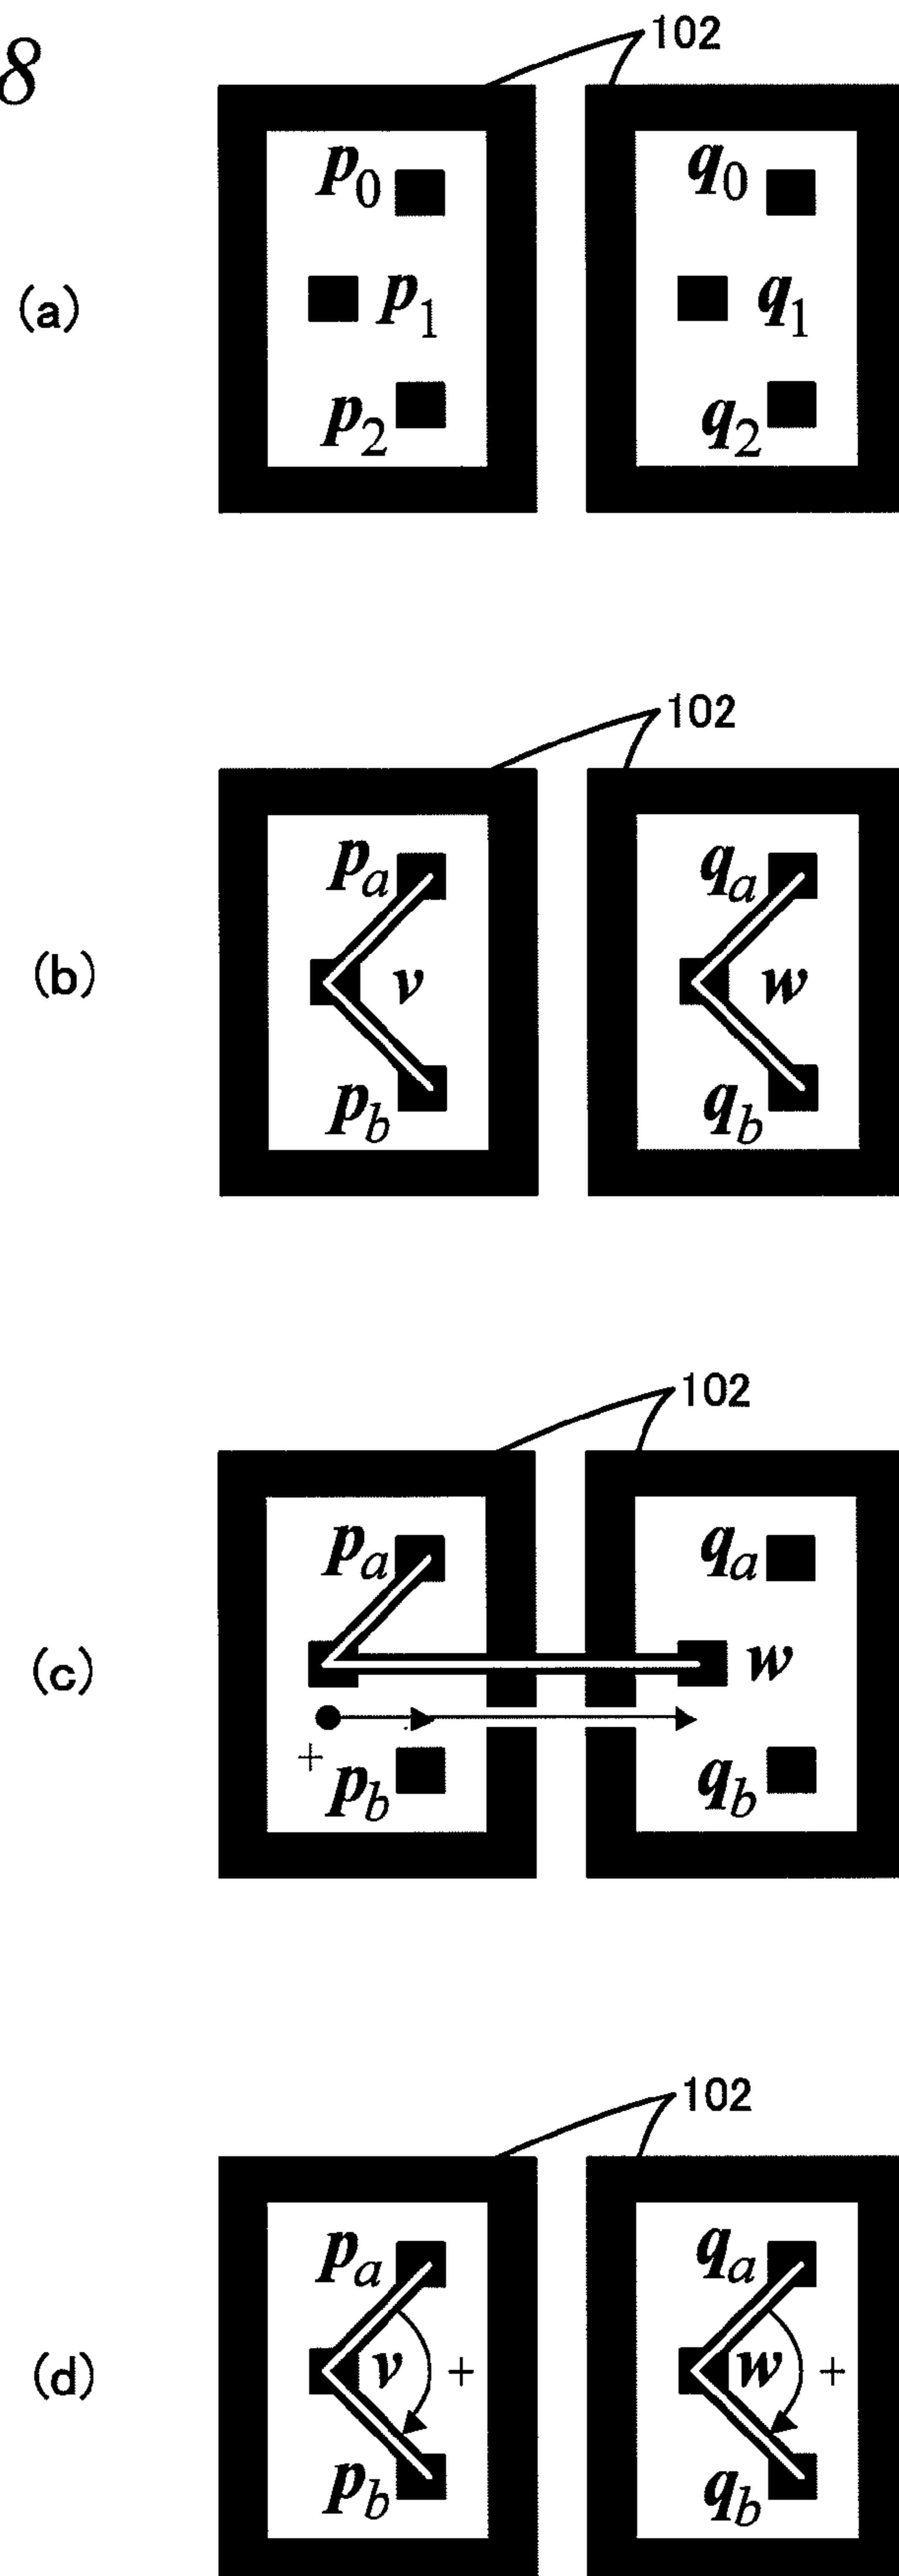 8
102
p0 q0
(a) p1 q1
p2 q2
102
pa qa
(b) v w
pb qb
102
pa qa
(c) w
+
pb qb
102
pa qa
(d) v + w +
pb qb